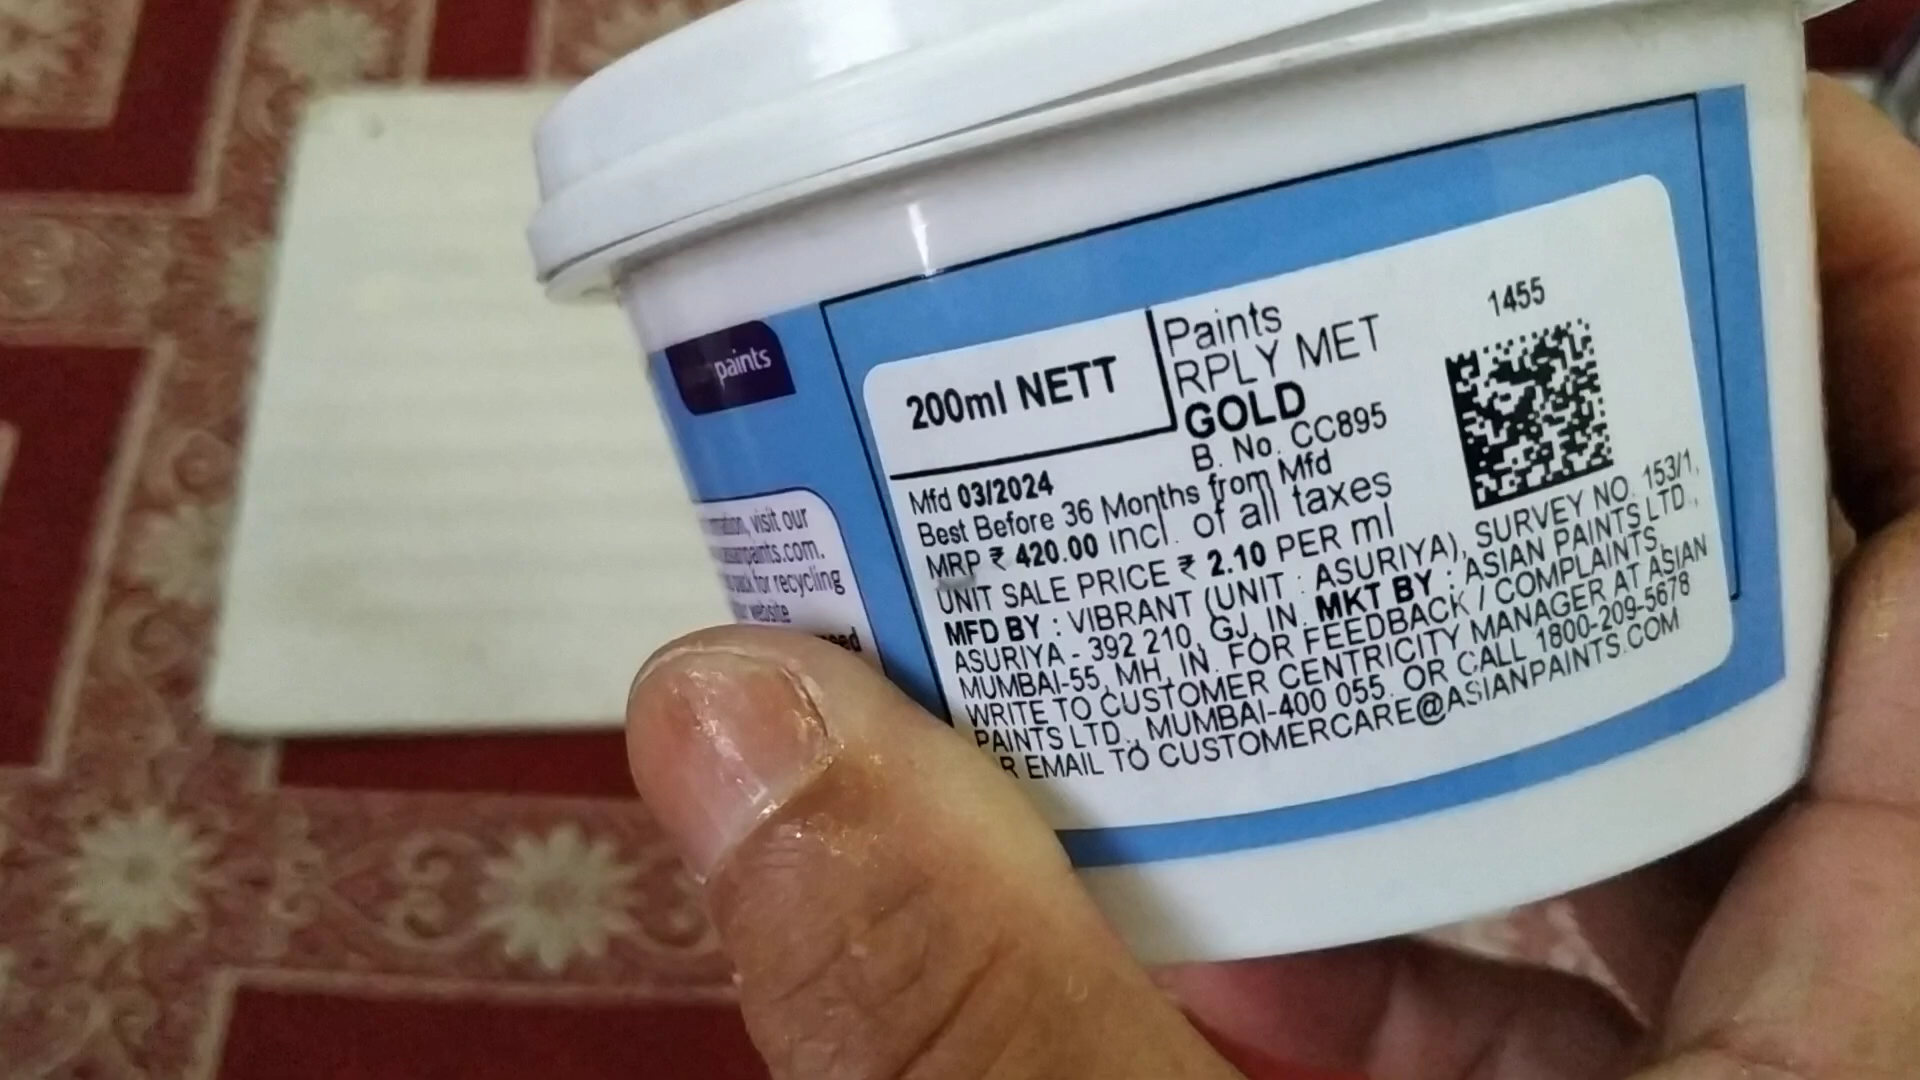 paints
mation, visit our
asianpaints.com.
pack for recycling
website
200ml NETT
Paints
RPLY MET
GOLD
B. No. CC895
1455
Mfd 03/2024
Best Before 36 Months from Mfd
MRP ₹ 420.00 incl. of all taxes
UNIT SALE PRICE ₹ 2.10 PER ml
MFD BY : VIBRANT (UNIT : ASURIYA), SURVEY NO. 153/1,
ASURIYA - 392 210, GJ, IN. MKT BY : ASIAN PAINTS LTD.,
MUMBAI-55, MH, IN. FOR FEEDBACK / COMPLAINTS,
WRITE TO CUSTOMER CENTRICITY MANAGER AT ASIAN
PAINTS LTD., MUMBAI-400 055. OR CALL 1800-209-5678
R EMAIL TO CUSTOMERCARE@ASIANPAINTS.COM